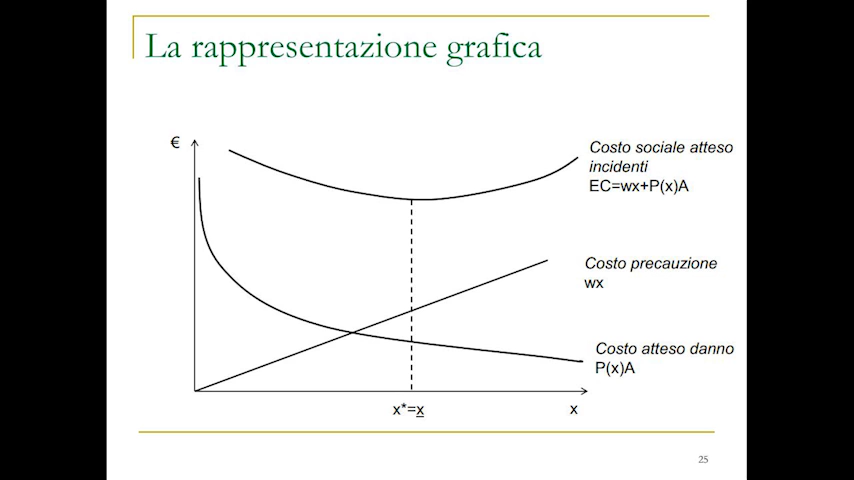 La rappresentazione grafica
€
Costo sociale atteso
incidenti
EC=wx+P(x)A
Costo precauzione
wx
Costo atteso danno
P(x)A
x*=x
x
25